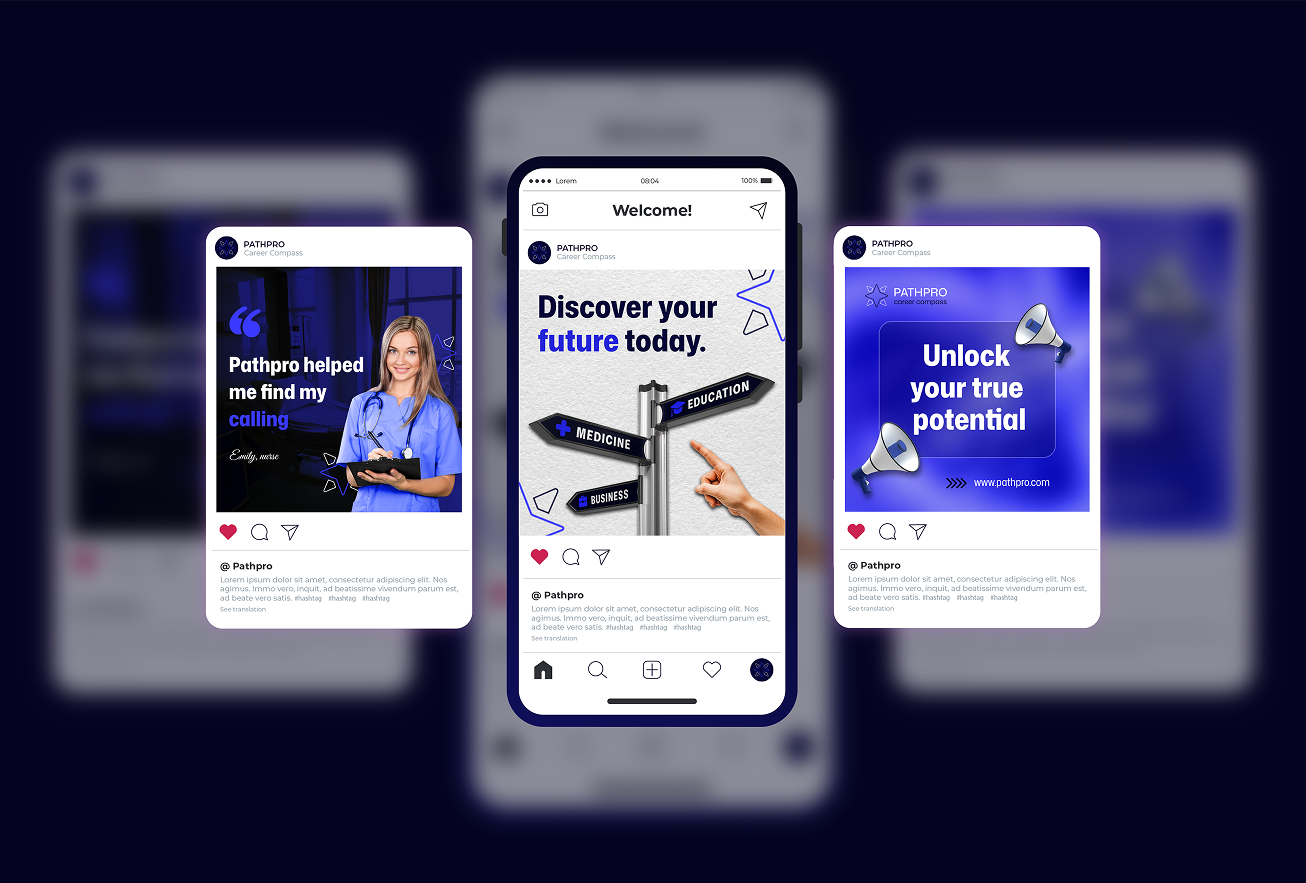 PATHPRO
Career Compass
Pathpro helped
me find my
calling
Emily, nurse
@ Pathpro
Lorem ipsum dolor sit amet, consectetur adipiscing elit. Nos
agimus. Immo vero, inquit, ad beatissime vivendum parum est,
ad beate vero satis. #hashtag #hashtag #hashtag
See translation
Lorem
08:04
100%
Welcome!
PATHPRO
Career Compass
Discover your
future today.
EDUCATION
MEDICINE
BUSINESS
@ Pathpro
Lorem ipsum dolor sit amet, consectetur adipiscing elit. Nos
agimus. Immo vero, inquit, ad beatissime vivendum parum est,
ad beate vero satis. #hashtag #hashtag #hashtag
See translation
PATHPRO
Career Compass
PATHPRO
career compass
Unlock
your true
potential
www.pathpro.com
@ Pathpro
Lorem ipsum dolor sit amet, consectetur adipiscing elit. Nos
agimus. Immo vero, inquit, ad beatissime vivendum parum est,
ad beate vero satis. #hashtag #hashtag #hashtag
See translation